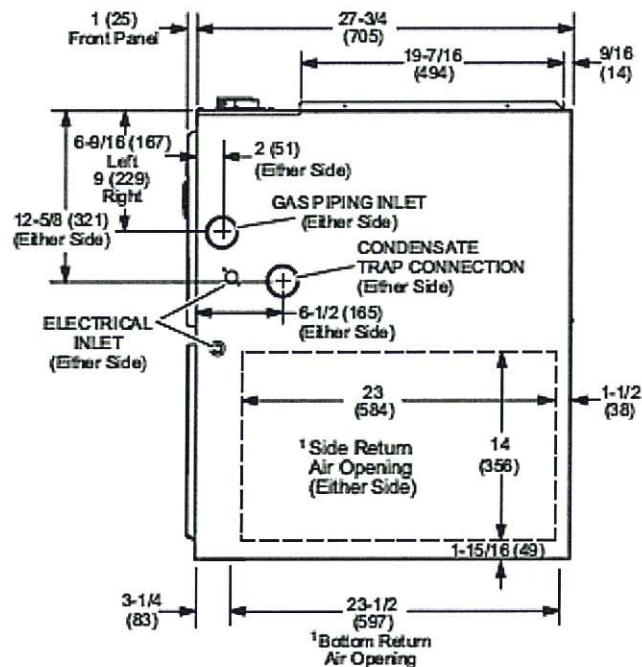 1 (25)
Front Panel
27-3/4
(705)
19-7/16
(494)
9/16
(14)
6-9/16 (167)
Left
9 (229)
Right
2 (51)
(Either Side)
12-5/8 (321)
(Either Side)
GAS PIPING INLET
(Either Side)
CONDENSATE
TRAP CONNECTION
(Either Side)
6-1/2 (165)
(Either Side)
ELECTRICAL
INLET
(Either Side)
23
(584)
1-1/2
(38)
1 Side Return
Air Opening
(Either Side)
14
(356)
1-15/16 (49)
3-1/4
(83)
23-1/2
(597)
1 Bottom Return
Air Opening